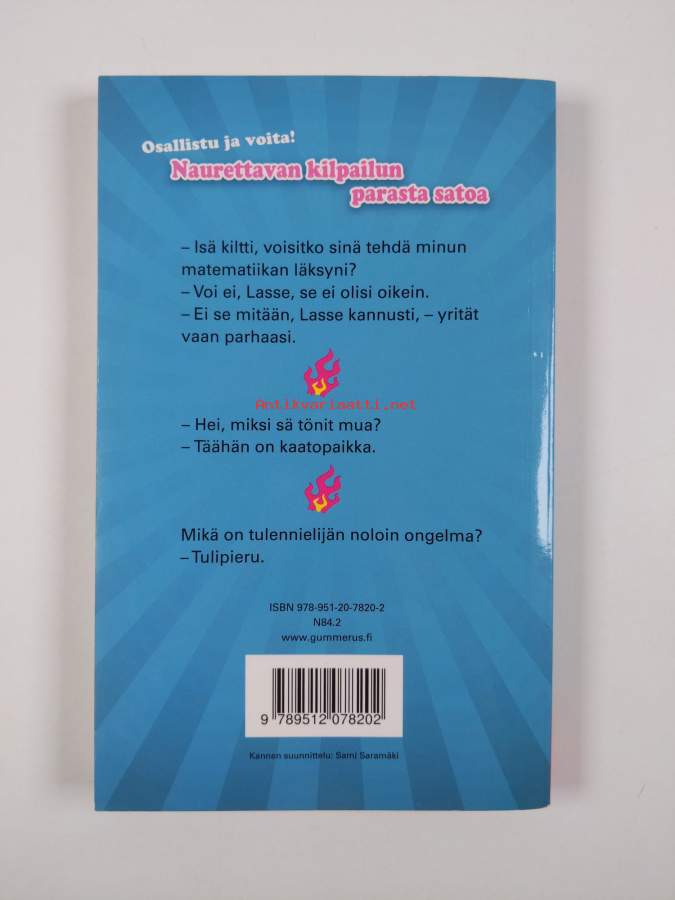 Osallistu ja voita!
Naurettavan kilpailun
parasta satoa
– Isä kiltti, voisitko sinä tehdä minun
matematiikan läksyni?
– Voi ei, Lasse, se ei olisi oikein.
– Ei se mitään, Lasse kannusti, – yrität
vaan parhaasi.
Antikvariaatti.net
– Hei, miksi sä tönit mua?
– Täähän on kaatopaikka.
Mikä on tulennielijän noloin ongelma?
– Tulipieru.
ISBN 978-951-20-7820-2
N84.2
www.gummerus.fi
9 789512 078202
Kannen suunnittelu: Sami Saramäki